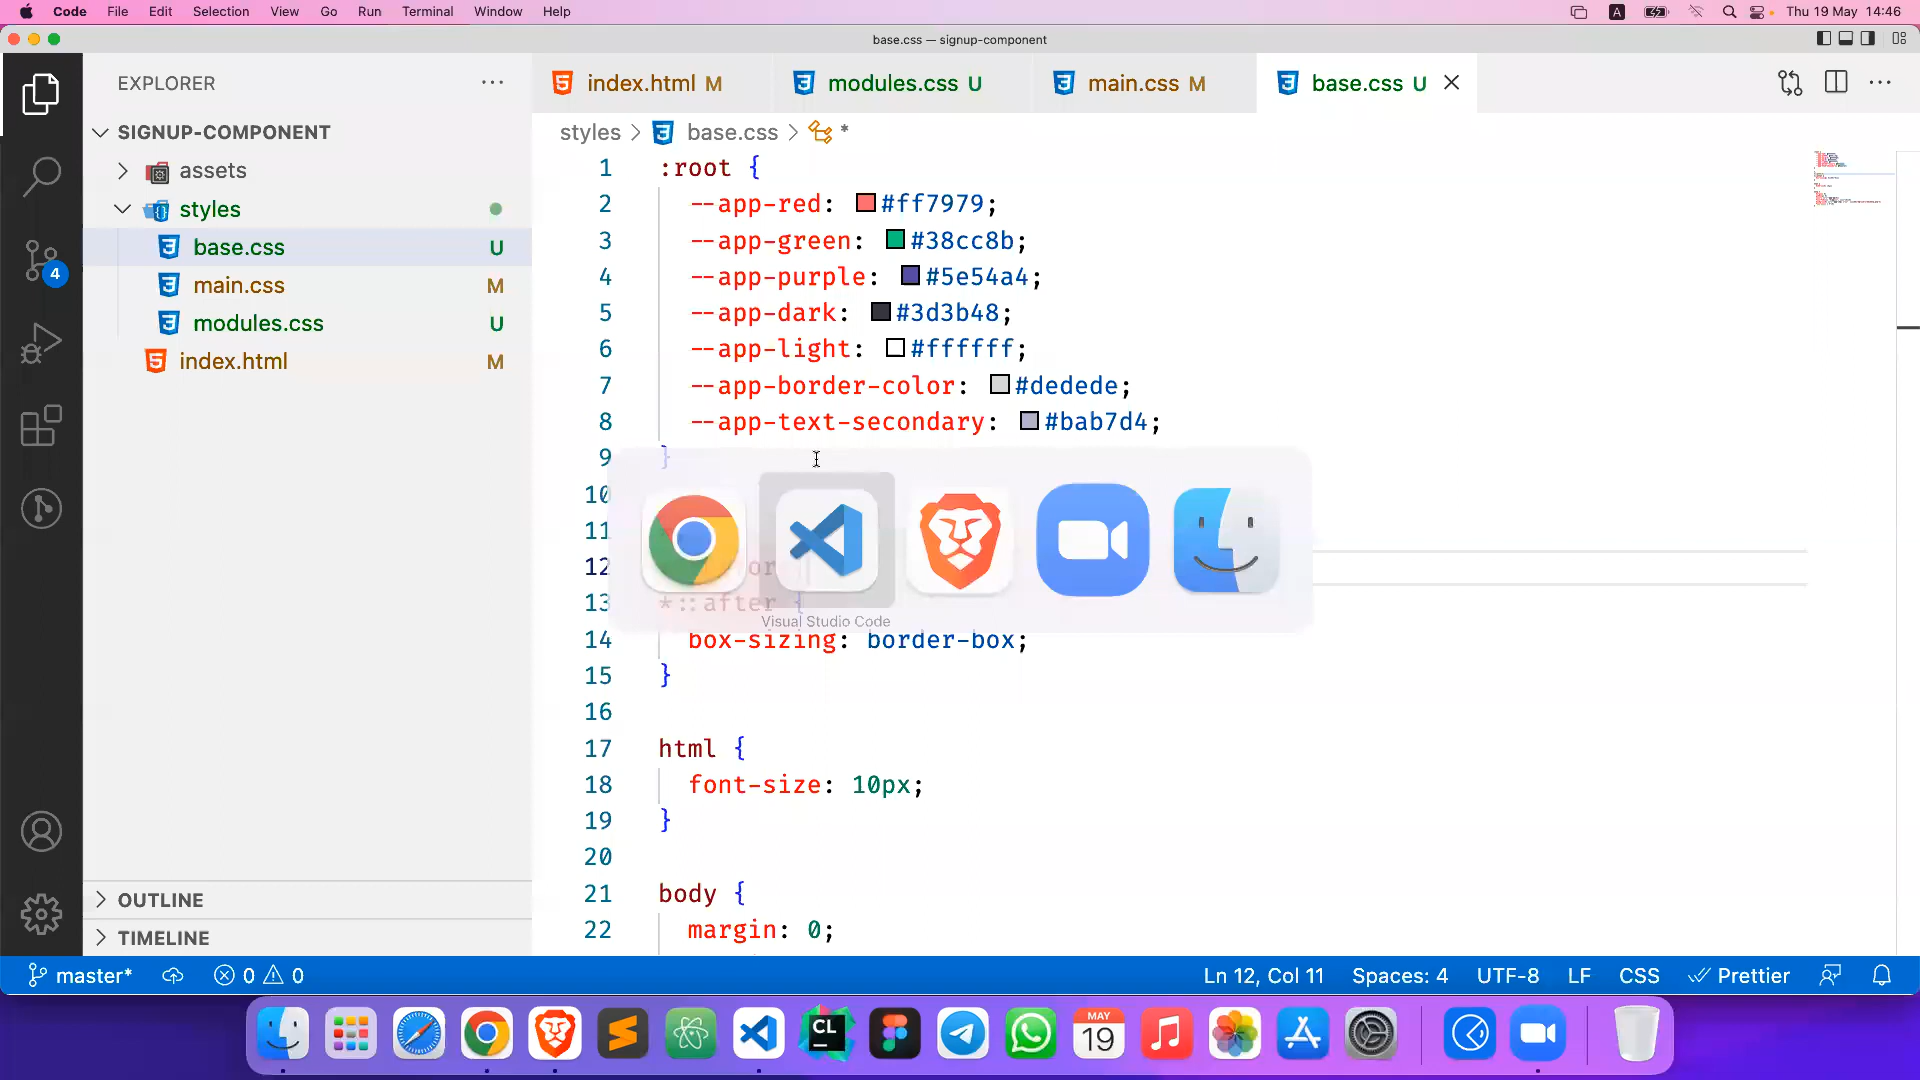 Code File Edit Selection View Go Run Terminal Window Help A Thu 19 May 14:46
base.css — signup-component
EXPLORER
SIGNUP-COMPONENT
assets
styles
base.css U
main.css M
modules.css U
index.html M
4
OUTLINE
TIMELINE
index.html M modules.css U main.css M base.css U
styles > base.css > *
1 :root {
2 --app-red: #ff7979;
3 --app-green: #38cc8b;
4 --app-purple: #5e54a4;
5 --app-dark: #3d3b48;
6 --app-light: #ffffff;
7 --app-border-color: #dedede;
8 --app-text-secondary: #bab7d4;
9 }
10
11
12
13 *::after {
Visual Studio Code
14 box-sizing: border-box;
15 }
16
17 html {
18 font-size: 10px;
19 }
20
21 body {
22 margin: 0;
master* 0 0 Ln 12, Col 11 Spaces: 4 UTF-8 LF CSS Prettier
CL MAY
19